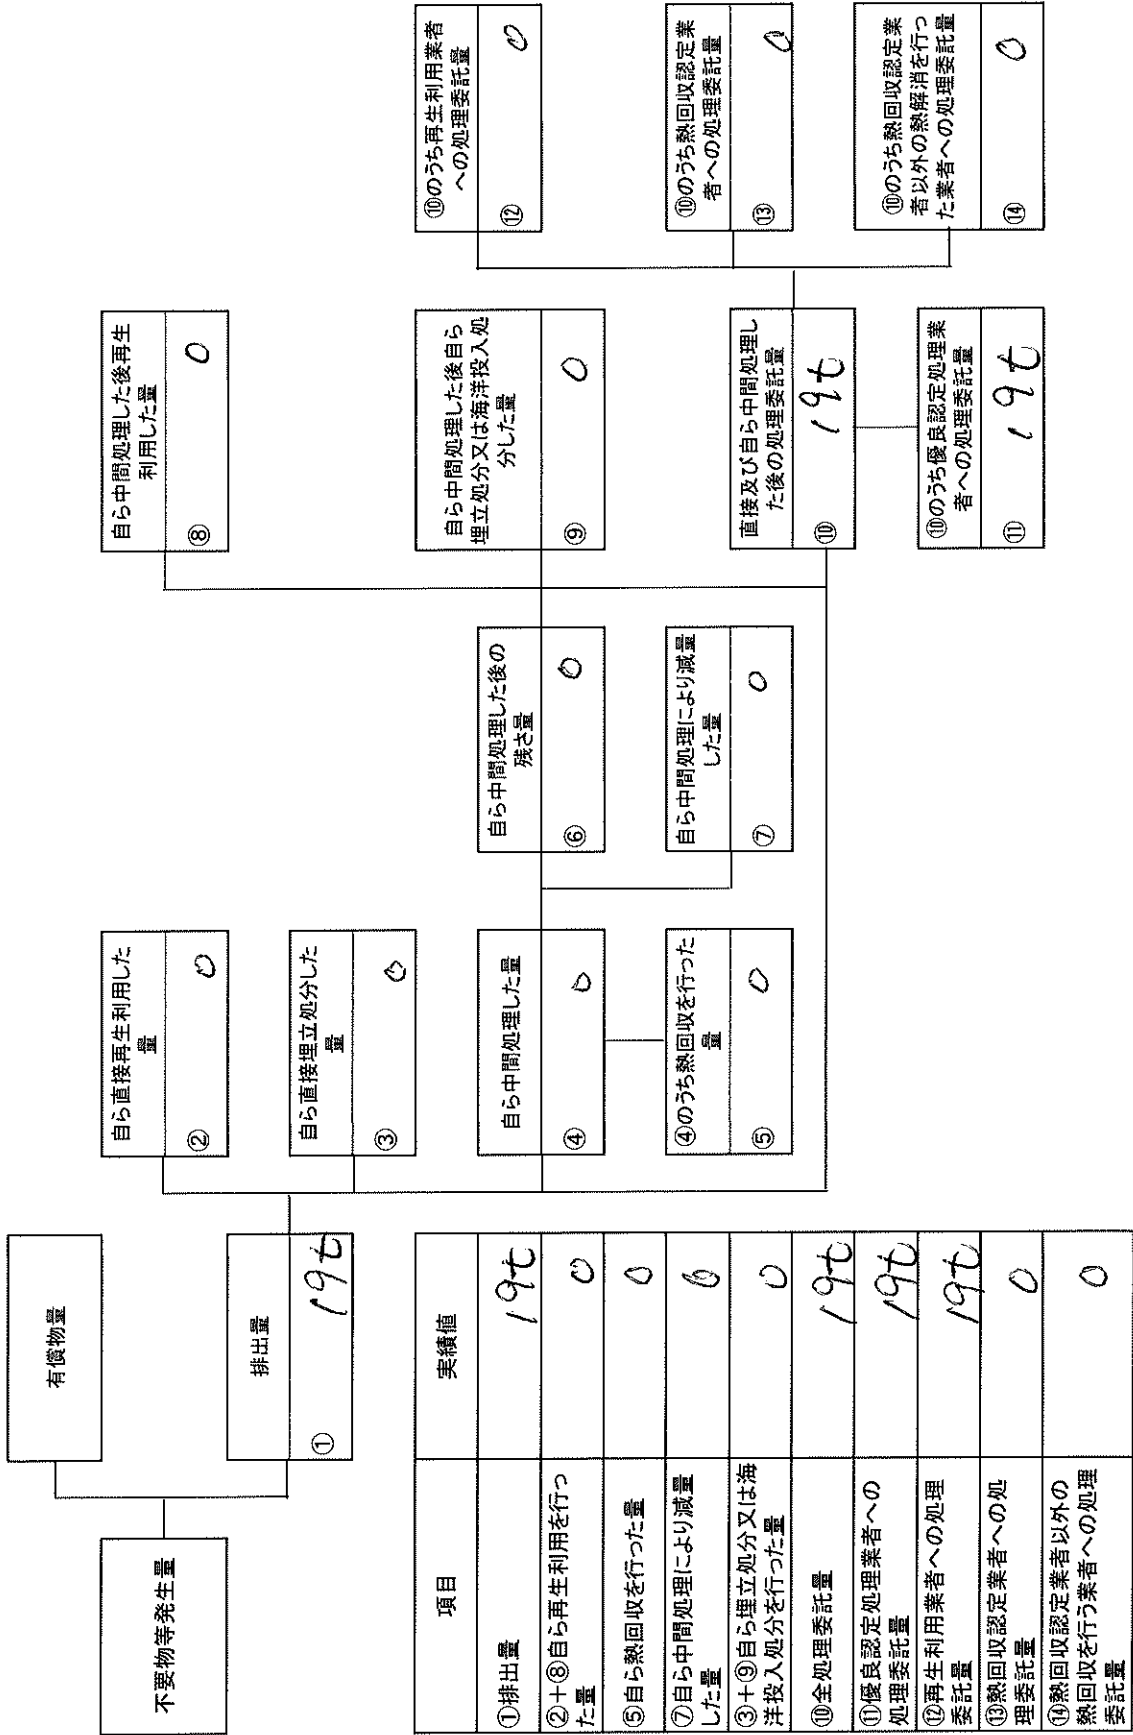 不要物等発生量
有償物量
排出量
① 19t
自ら直接再生利用した
量
② 0
自ら直接埋立処分した
量
③ 0
自ら中間処理した量
④ 0
④のうち熱回収を行った
量
⑤ 0
自ら中間処理した後の
残さ量
⑥ 0
自ら中間処理により減量
した量
⑦ 0
自ら中間処理した後再生
利用した量
⑧ 0
自ら中間処理した後自ら
埋立処分又は海洋投入処
分した量
⑨ 0
直接及び自ら中間処理し
た後の処理委託量
⑩ 19t
⑩のうち優良認定処理業
者への処理委託量
⑪ 19t
⑩のうち再生利用業者
への処理委託量
⑫ 0
⑩のうち熱回収認定業
者への処理委託量
⑬ 0
⑩のうち熱回収認定業
者以外の熱解消を行っ
た業者への処理委託量
⑭ 0
項目 実績値
①排出量 19t
②+⑧自ら再生利用を行っ
た量 0
⑤自ら熱回収を行った量 0
⑦自ら中間処理により減量
した量 0
③+⑨自ら埋立処分又は海
洋投入処分を行った量 0
⑩全処理委託量 19t
⑪優良認定処理業者への
処理委託量 19t
⑫再生利用業者への処理
委託量 19t
⑬熱回収認定業者への処
理委託量 0
⑭熱回収認定業者以外の
熱回収を行う業者への処理
委託量 0